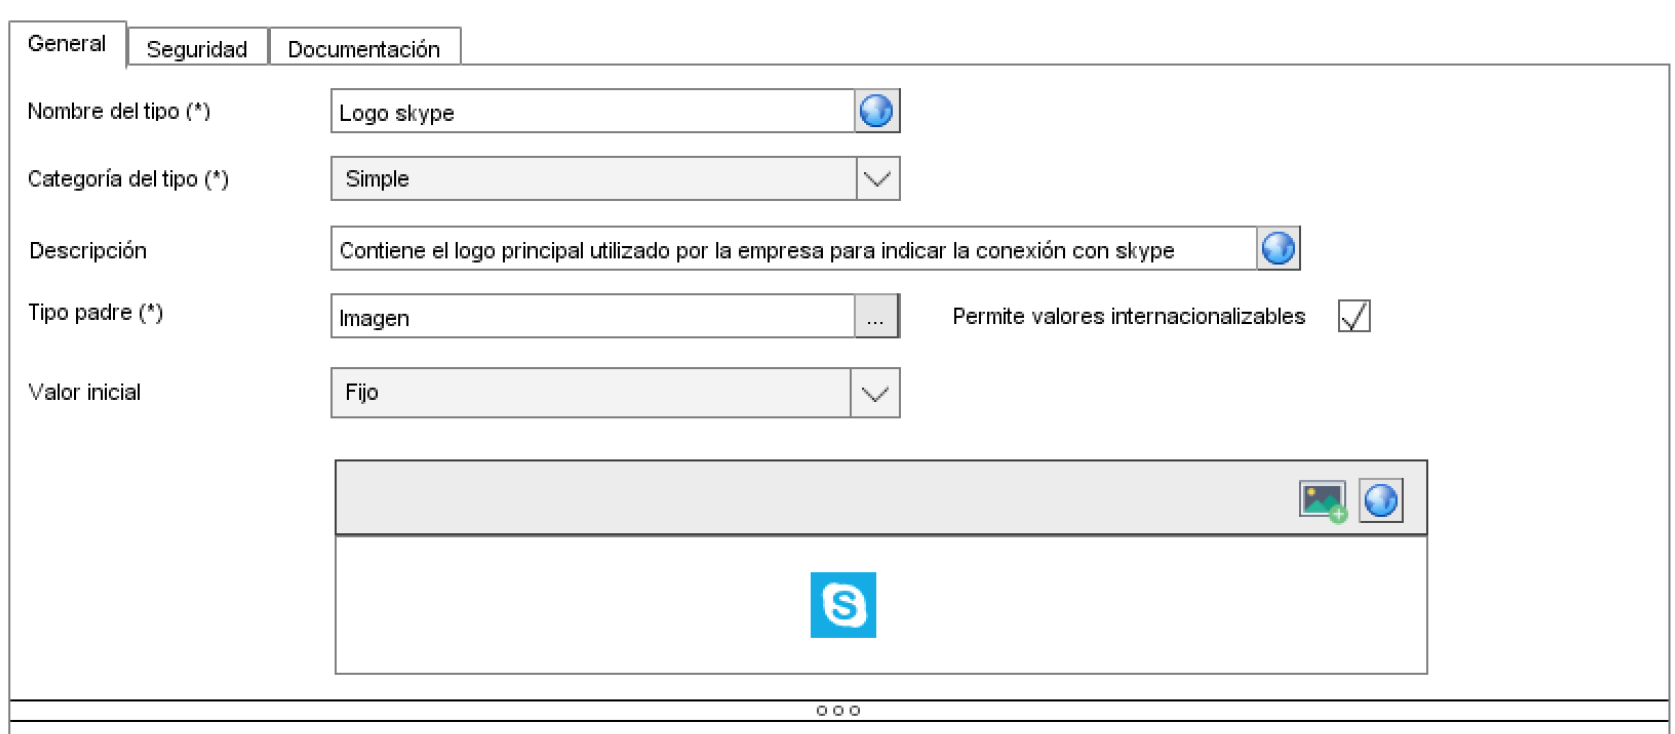 General Seguridad Documentación
Nombre del tipo (*) Logo skype
Categoría del tipo (*) Simple
Descripción Contiene el logo principal utilizado por la empresa para indicar la conexión con skype
Tipo padre (*) Imagen ... Permite valores internacionalizables
Valor inicial Fijo
S